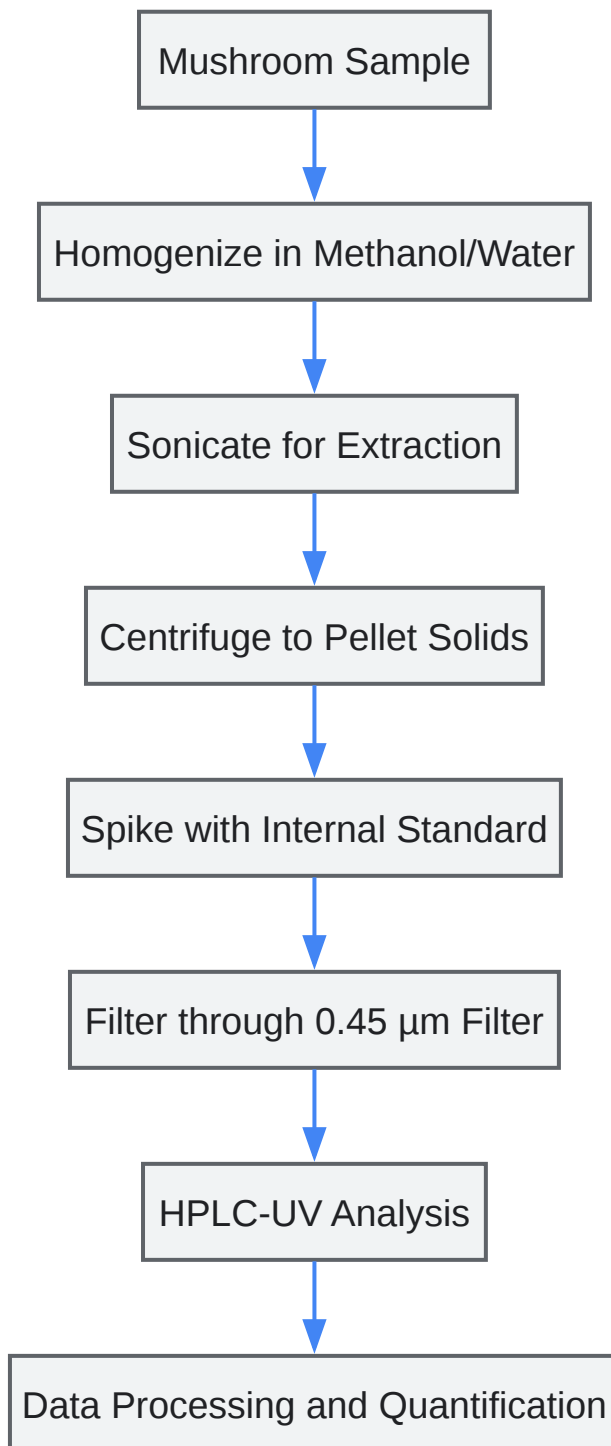 Mushroom Sample
Homogenize in Methanol/Water
Sonicate for Extraction
Centrifuge to Pellet Solids
Spike with Internal Standard
Filter through 0.45 µm Filter
HPLC-UV Analysis
Data Processing and Quantification